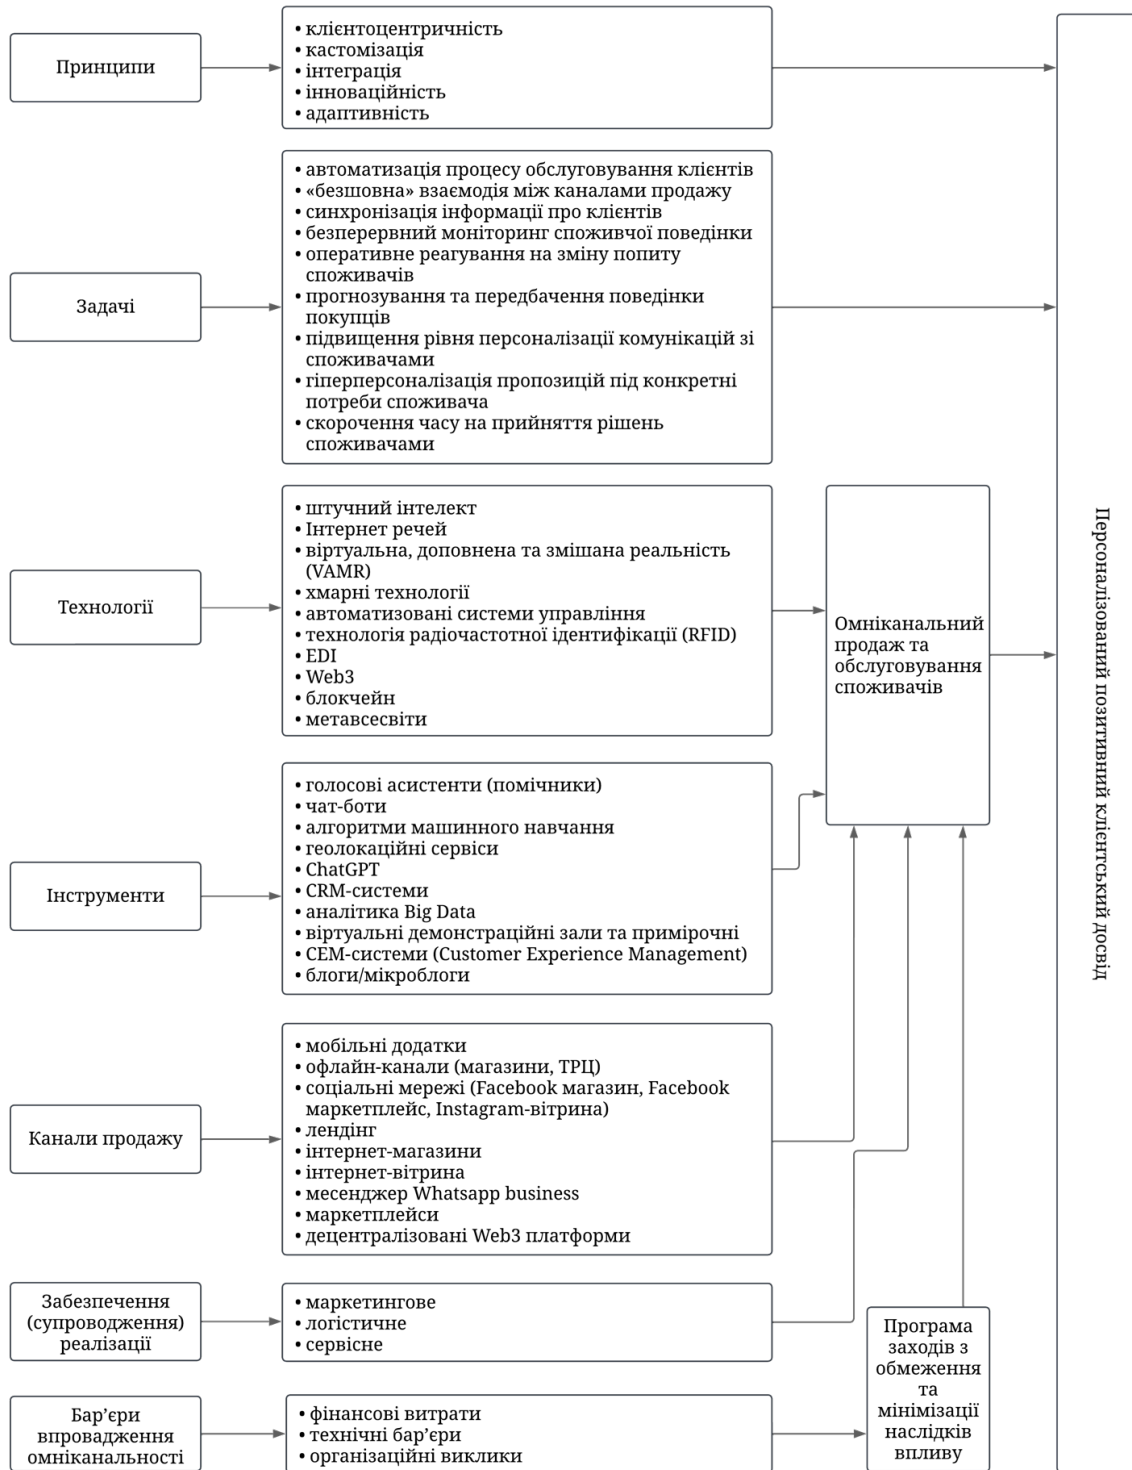 Принципи
• клієнтоцентричність
• кастомізація
• інтеграція
• інноваційність
• адаптивність
Задачі
• автоматизація процесу обслуговування клієнтів
• «безшовна» взаємодія між каналами продажу
• синхронізація інформації про клієнтів
• безперервний моніторинг споживчої поведінки
• оперативне реагування на зміну попиту
споживачів
• прогнозування та передбачення поведінки
покупців
• підвищення рівня персоналізації комунікацій зі
споживачами
• гіперперсоналізація пропозицій під конкретні
потреби споживача
• скорочення часу на прийняття рішень
споживачами
Технології
• штучний інтелект
• Інтернет речей
• віртуальна, доповнена та змішана реальність
(VAMR)
• хмарні технології
• автоматизовані системи управління
• технологія радіочастотної ідентифікації (RFID)
• EDI
• Web3
• блокчейн
• метавсесвіти
Інструменти
• голосові асистенти (помічники)
• чат-боти
• алгоритми машинного навчання
• геолокаційні сервіси
• ChatGPT
• CRM-системи
• аналітика Big Data
• віртуальні демонстраційні зали та примірочні
• CEM-системи (Customer Experience Management)
• блоги/мікроблоги
Канали продажу
• мобільні додатки
• офлайн-канали (магазини, ТРЦ)
• соціальні мережі (Facebook магазин, Facebook
маркетплейс, Instagram-вітрина)
• лендінг
• інтернет-магазини
• інтернет-вітрина
• месенджер Whatsapp business
• маркетплейси
• децентралізовані Web3 платформи
Забезпечення
(супроводження)
реалізації
• маркетингове
• логістичне
• сервісне
Бар’єри
впровадження
омніканальності
• фінансові витрати
• технічні бар’єри
• організаційні виклики
Програма
заходів з
обмеження
та
мінімізації
наслідків
впливу
Омніканальний
продаж та
обслуговування
споживачів
Персоналізований позитивний клієнтський досвід